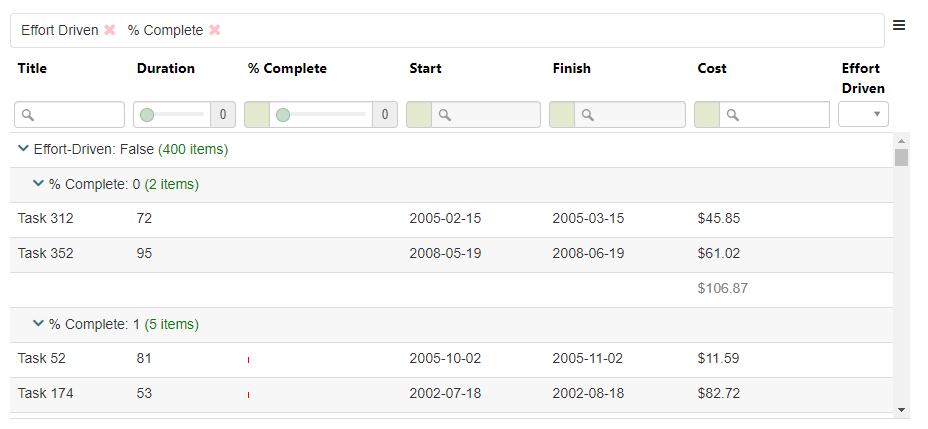 Effort Driven % Complete
Title Duration % Complete Start Finish Cost Effort Driven
0 0
Effort-Driven: False (400 items)
% Complete: 0 (2 items)
Task 312 72 2005-02-15 2005-03-15 $45.85
Task 352 95 2008-05-19 2008-06-19 $61.02
$106.87
% Complete: 1 (5 items)
Task 52 81 2005-10-02 2005-11-02 $11.59
Task 174 53 2002-07-18 2002-08-18 $82.72